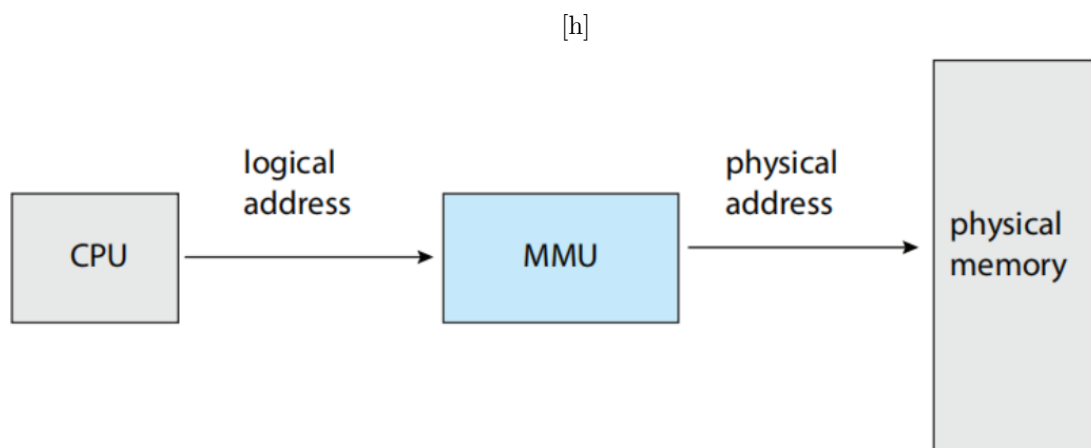 [h]
logical
address
physical
address
CPU
MMU
physical
memory